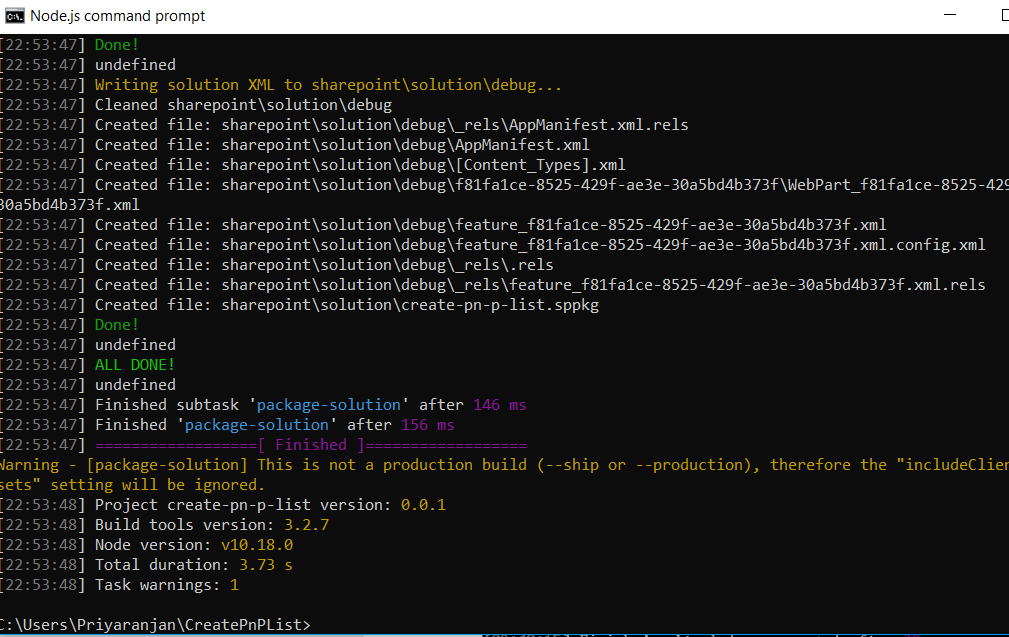 Node.js command prompt
[22:53:47] Done!
[22:53:47] undefined
[22:53:47] Writing solution XML to sharepoint\solution\debug...
[22:53:47] Cleaned sharepoint\solution\debug
[22:53:47] Created file: sharepoint\solution\debug\_rels\AppManifest.xml.rels
[22:53:47] Created file: sharepoint\solution\debug\AppManifest.xml
[22:53:47] Created file: sharepoint\solution\debug\[Content_Types].xml
[22:53:47] Created file: sharepoint\solution\debug\f81fa1ce-8525-429f-ae3e-30a5bd4b373f\WebPart_f81fa1ce-8525-429
30a5bd4b373f.xml
[22:53:47] Created file: sharepoint\solution\debug\feature_f81fa1ce-8525-429f-ae3e-30a5bd4b373f.xml
[22:53:47] Created file: sharepoint\solution\debug\feature_f81fa1ce-8525-429f-ae3e-30a5bd4b373f.xml.config.xml
[22:53:47] Created file: sharepoint\solution\debug\_rels\.rels
[22:53:47] Created file: sharepoint\solution\debug\_rels\feature_f81fa1ce-8525-429f-ae3e-30a5bd4b373f.xml.rels
[22:53:47] Created file: sharepoint\solution\create-pn-p-list.sppkg
[22:53:47] Done!
[22:53:47] undefined
[22:53:47] ALL DONE!
[22:53:47] undefined
[22:53:47] Finished subtask 'package-solution' after 146 ms
[22:53:47] Finished 'package-solution' after 156 ms
[22:53:47] ==================[ Finished ]==================
Warning - [package-solution] This is not a production build (--ship or --production), therefore the "includeClien
sets" setting will be ignored.
[22:53:48] Project create-pn-p-list version: 0.0.1
[22:53:48] Build tools version: 3.2.7
[22:53:48] Node version: v10.18.0
[22:53:48] Total duration: 3.73 s
[22:53:48] Task warnings: 1
C:\Users\Priyaranjan\CreatePnPList>